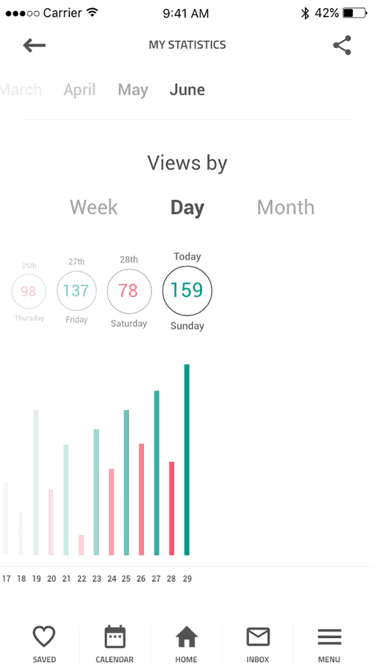 Carrier 9:41 AM 42%
MY STATISTICS
March April May June
Views by
Week Day Month
26th 27th 28th Today
98 137 78 159
Thursday Friday Saturday Sunday
17 18 19 20 21 22 23 24 25 26 27 28 29
SAVED CALENDAR HOME INBOX MENU